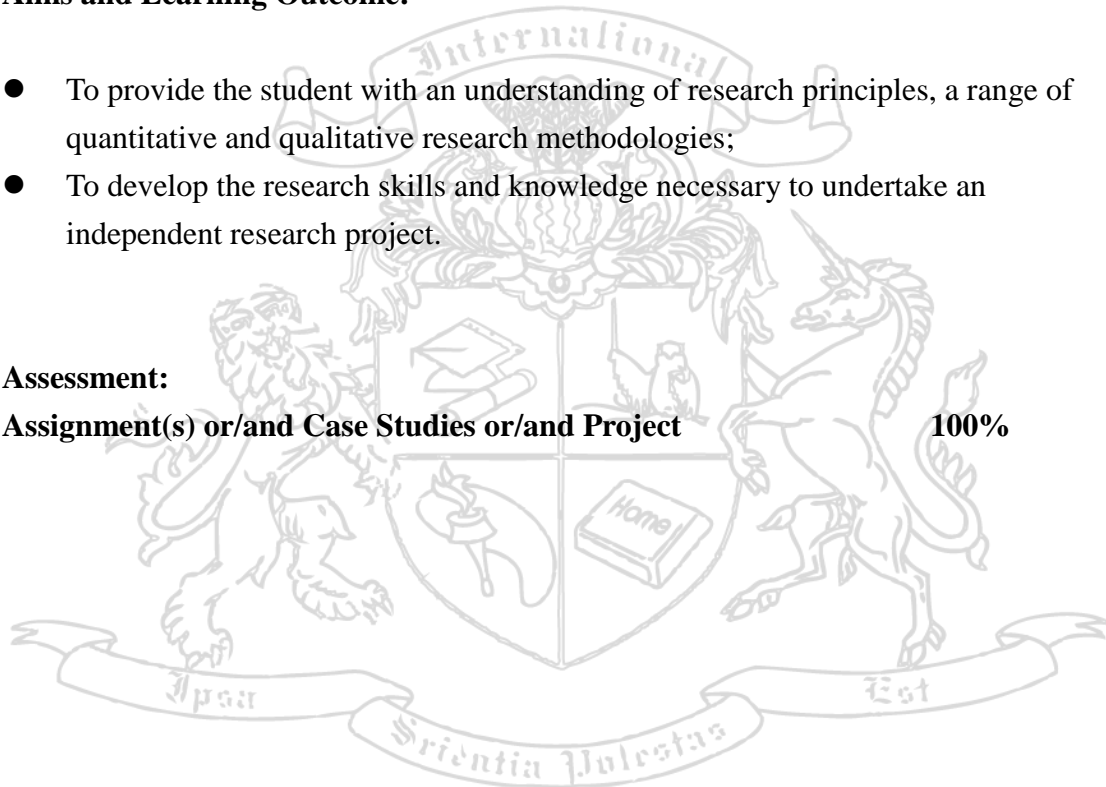 Aims and Learning Outcome:
International
● To provide the student with an understanding of research principles, a range of
quantitative and qualitative research methodologies;
● To develop the research skills and knowledge necessary to undertake an
independent research project.
Assessment:
Assignment(s) or/and Case Studies or/and Project 100%
Home
Ipsa Scientia Potestas Est